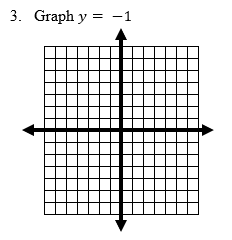 3. Graph y = −1